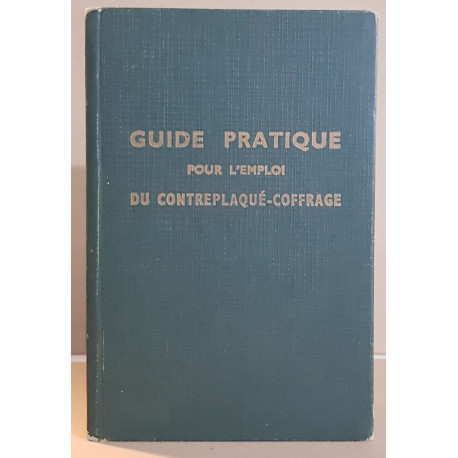 GUIDE PRATIQUE
POUR L'EMPLOI
DU CONTREPLAQUÉ-COFFRAGE